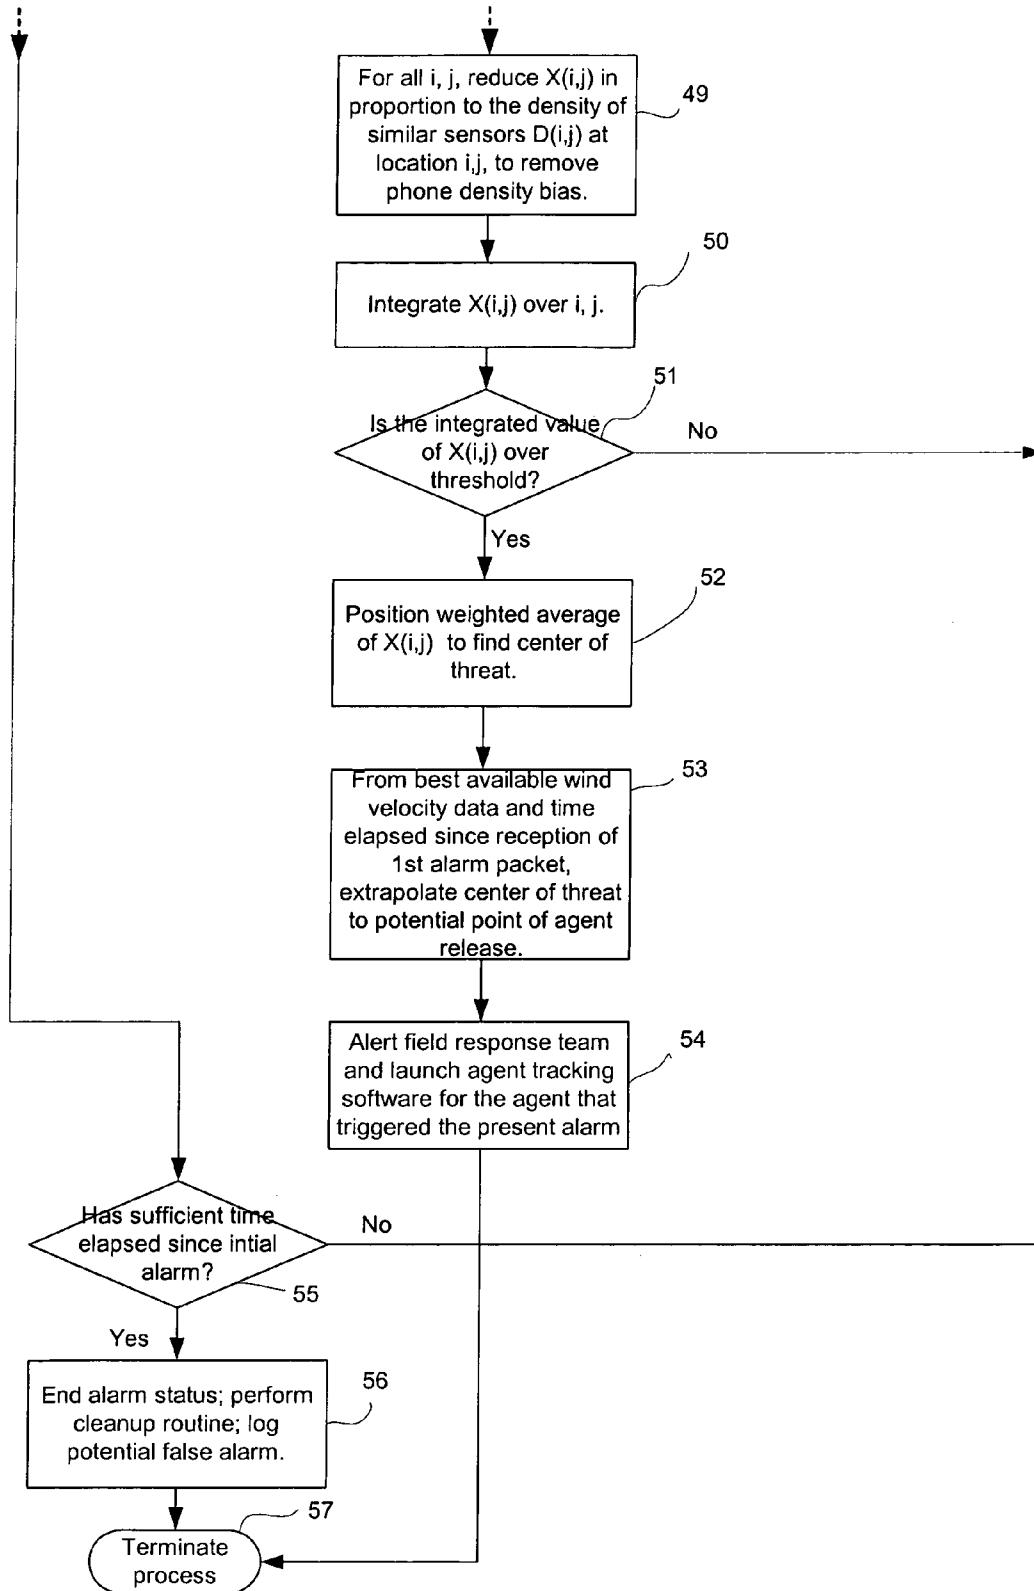 For all i, j, reduce X(i,j) in
proportion to the density of
similar sensors D(i,j) at
location i,j, to remove
phone density bias.
49
50
Integrate X(i,j) over i, j.
51
Is the integrated value
of X(i,j) over
threshold?
No
Yes
52
Position weighted average
of X(i,j) to find center of
threat.
53
From best available wind
velocity data and time
elapsed since reception of
1st alarm packet,
extrapolate center of threat
to potential point of agent
release.
54
Alert field response team
and launch agent tracking
software for the agent that
triggered the present alarm
Has sufficient time
elapsed since intial
alarm?
No
55
Yes
56
End alarm status; perform
cleanup routine; log
potential false alarm.
57
Terminate
process